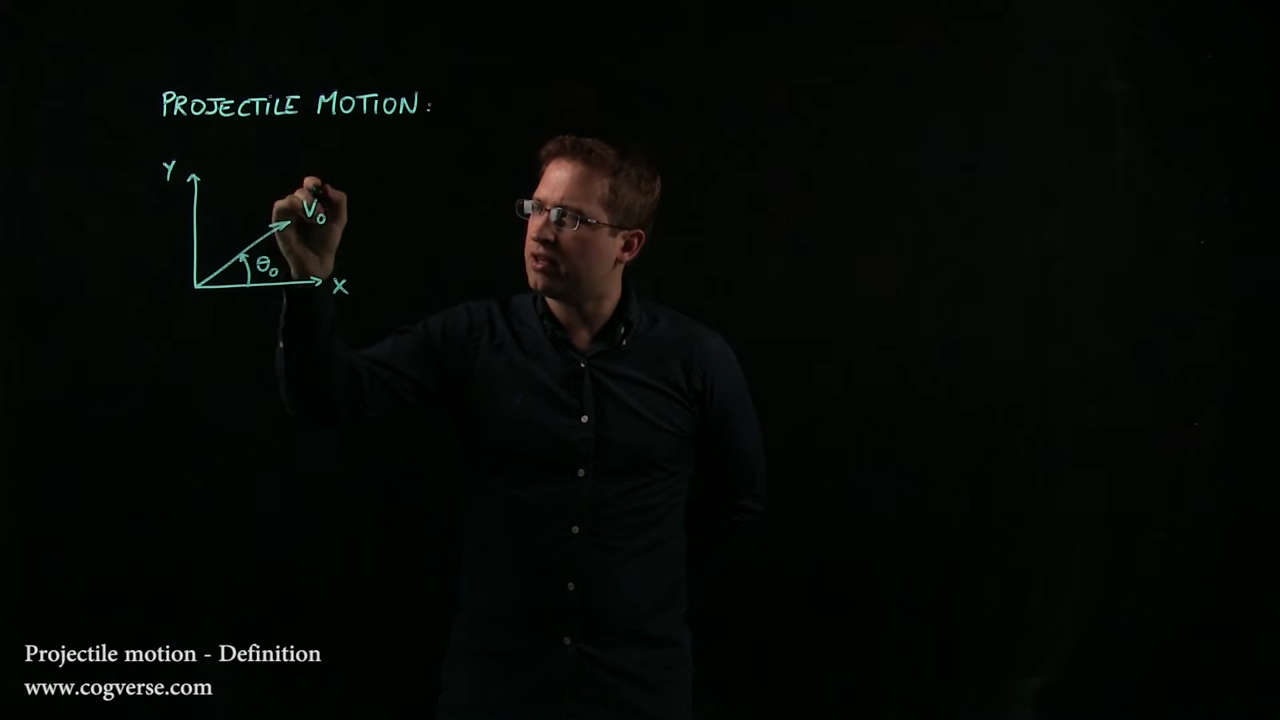 PROJECTILE MOTION:
Y
V₀
θ₀
X
Projectile motion - Definition
www.cogverse.com